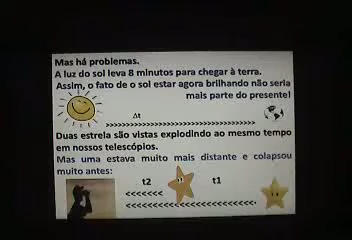 Mas há problemas.
A luz do sol leva 8 minutos para chegar à terra.
Assim, o fato de o sol estar agora brilhando não seria
mais parte do presente!
Δt
>>>>>>>>>>>>>>>>>>>>>>>>>>>>>>>>>>>>
Duas estrela são vistas explodindo ao mesmo tempo
em nossos telescópios.
Mas uma estava muito mais distante e colapsou
muito antes:
t2 t1
<<<<<<<
<<<<<<<<<<<<<<<<<<<<<<<<<<<<<<.